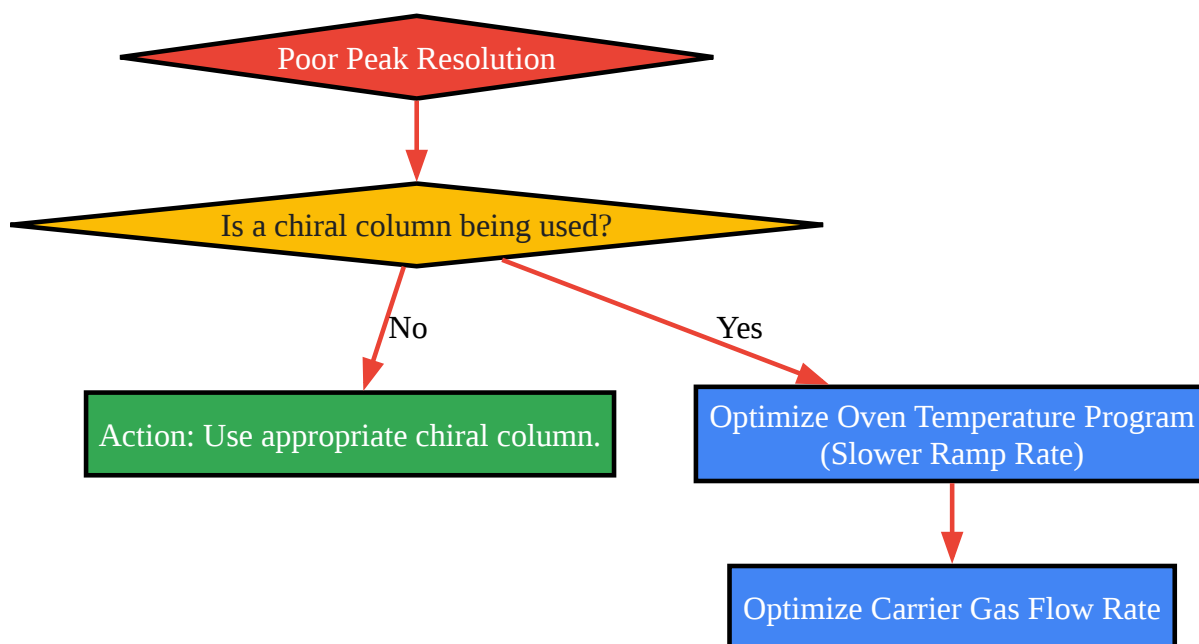 Poor Peak Resolution
Is a chiral column being used?
No
Yes
Action: Use appropriate chiral column.
Optimize Oven Temperature Program
(Slower Ramp Rate)
Optimize Carrier Gas Flow Rate